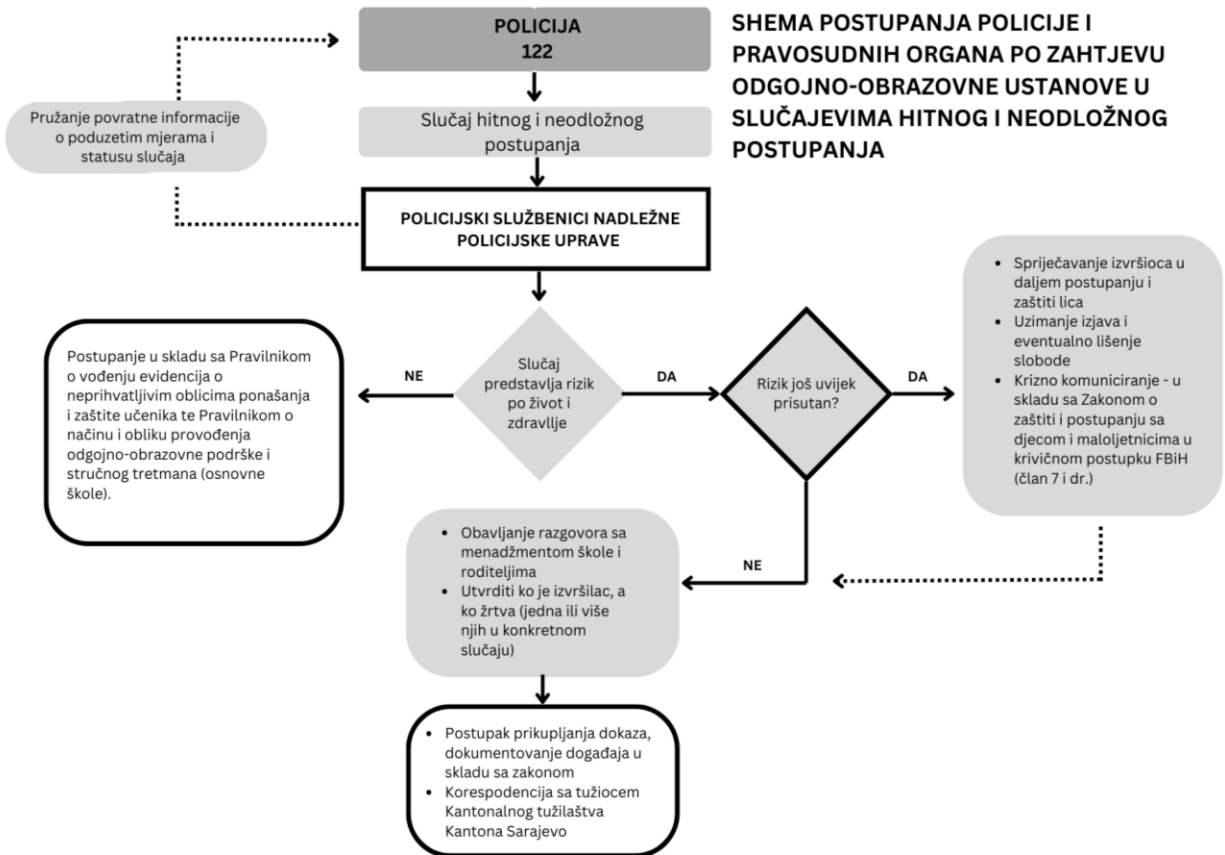 SHEMA POSTUPANJA POLICIJE I
PRAVOSUDNIH ORGANA PO ZAHTJEVU
ODGOJNO-OBRAZOVNE USTANOVE U
SLUČAJEVIMA HITNOG I NEODLOŽNOG
POSTUPANJA
POLICIJA
122
Slučaj hitnog i neodložnog
postupanja
Pružanje povratne informacije
o poduzetim mjerama i
statusu slučaja
POLICIJSKI SLUŽBENICI NADLEŽNE
POLICIJSKE UPRAVE
Slučaj
predstavlja rizik
po život i
zdravllje
NE
Postupanje u skladu sa Pravilnikom
o vođenju evidencija o
neprihvatljivim oblicima ponašanja
i zaštite učenika te Pravilnikom o
načinu i obliku provođenja
odgojno-obrazovne podrške i
stručnog tretmana (osnovne
škole).
DA
Rizik još uvijek
prisutan?
DA
• Spriječavanje izvršioca u
daljem postupanju i
zaštiti lica
• Uzimanje izjava i
eventualno lišenje
slobode
• Krizno komuniciranje - u
skladu sa Zakonom o
zaštiti i postupanju sa
djecom i maloljetnicima u
krivičnom postupku FBiH
(član 7 i dr.)
NE
• Obavljanje razgovora sa
menadžmentom škole i
roditeljima
• Utvrditi ko je izvršilac, a
ko žrtva (jedna ili više
njih u konkretnom
slučaju)
• Postupak prikupljanja dokaza,
dokumentovanje događaja u
skladu sa zakonom
• Korespodencija sa tužiocem
Kantonalnog tužilaštva
Kantona Sarajevo